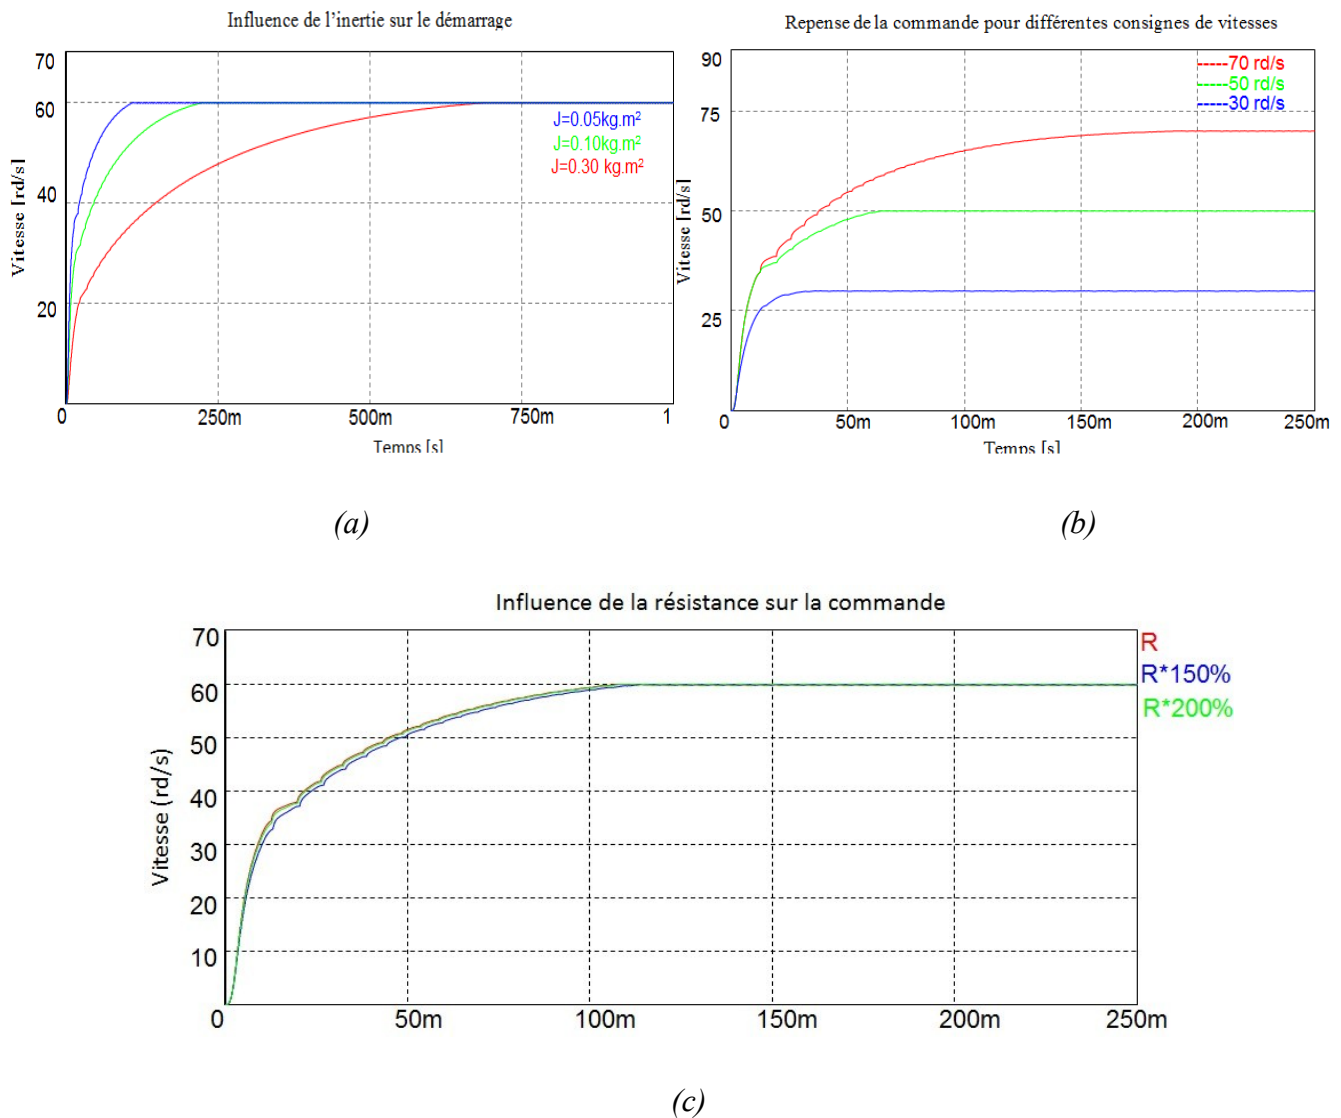 Influence de l’inertie sur le démarrage
70
60
40
20
0
250m
500m
750m
1
Vitesse [rd/s]
Temps [s]
J=0.05kg.m²
J=0.10kg.m²
J=0.30 kg.m²
(a)
Repense de la commande pour différentes consignes de vitesses
90
75
50
25
0
50m
100m
150m
200m
250m
Vitesse [rd/s]
Temps [s]
-----70 rd/s
-----50 rd/s
-----30 rd/s
(b)
Influence de la résistance sur la commande
70
60
50
40
30
20
10
0
50m
100m
150m
200m
250m
Vitesse (rd/s)
R
R*150%
R*200%
(c)